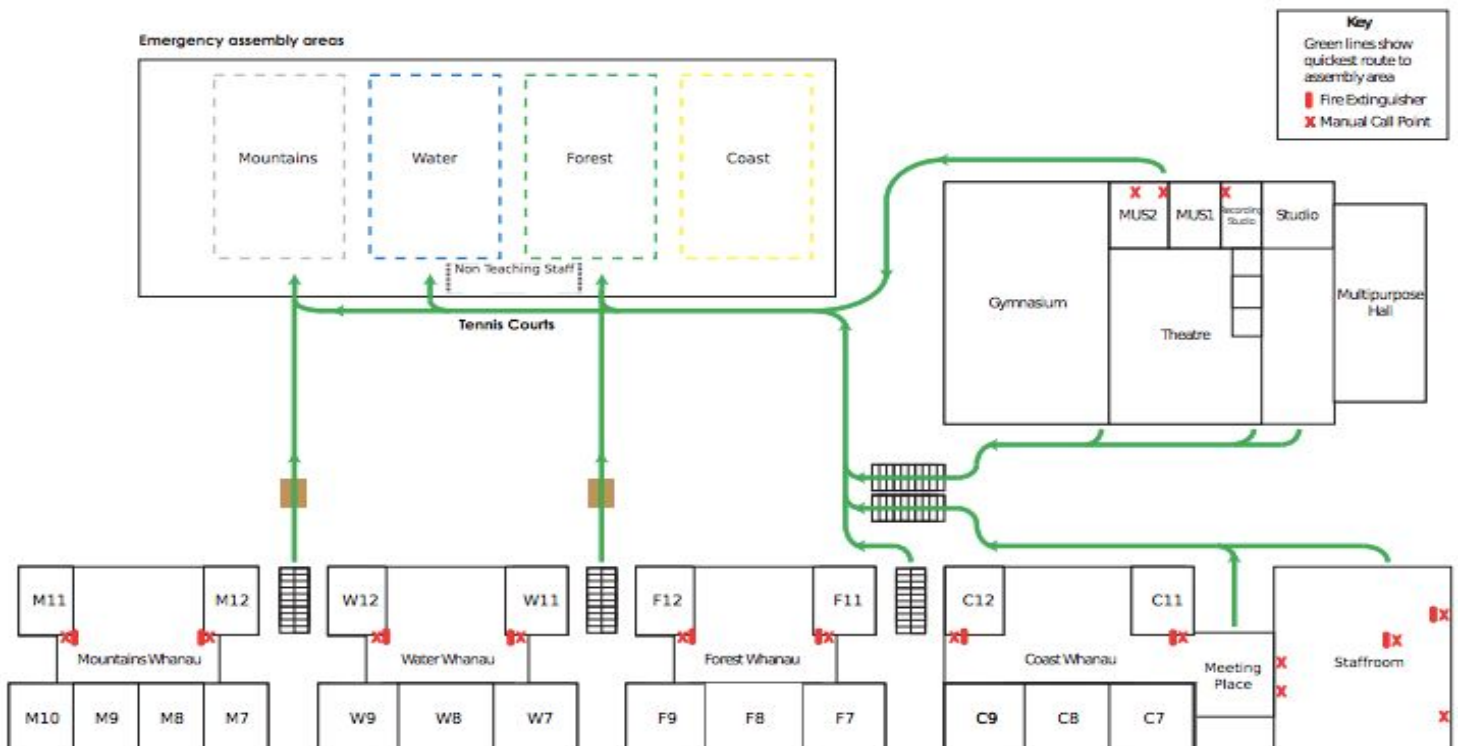 Key
Green lines show
quickest route to
assembly area
Fire Extinguisher
Manual Call Point
Emergency assembly areas
Mountains
Water
Forest
Coast
Non Teaching Staff
Tennis Courts
MUS2
MUS1
Recording
Studio
Studio
Gymnasium
Theatre
Multipurpose
Hall
M11
M12
W12
W11
F12
F11
C12
C11
Mountains Whanau
Water Whanau
Forest Whanau
Coast Whanau
Meeting
Place
Staffroom
M10
M9
M8
M7
W9
W8
W7
F9
F8
F7
C9
C8
C7